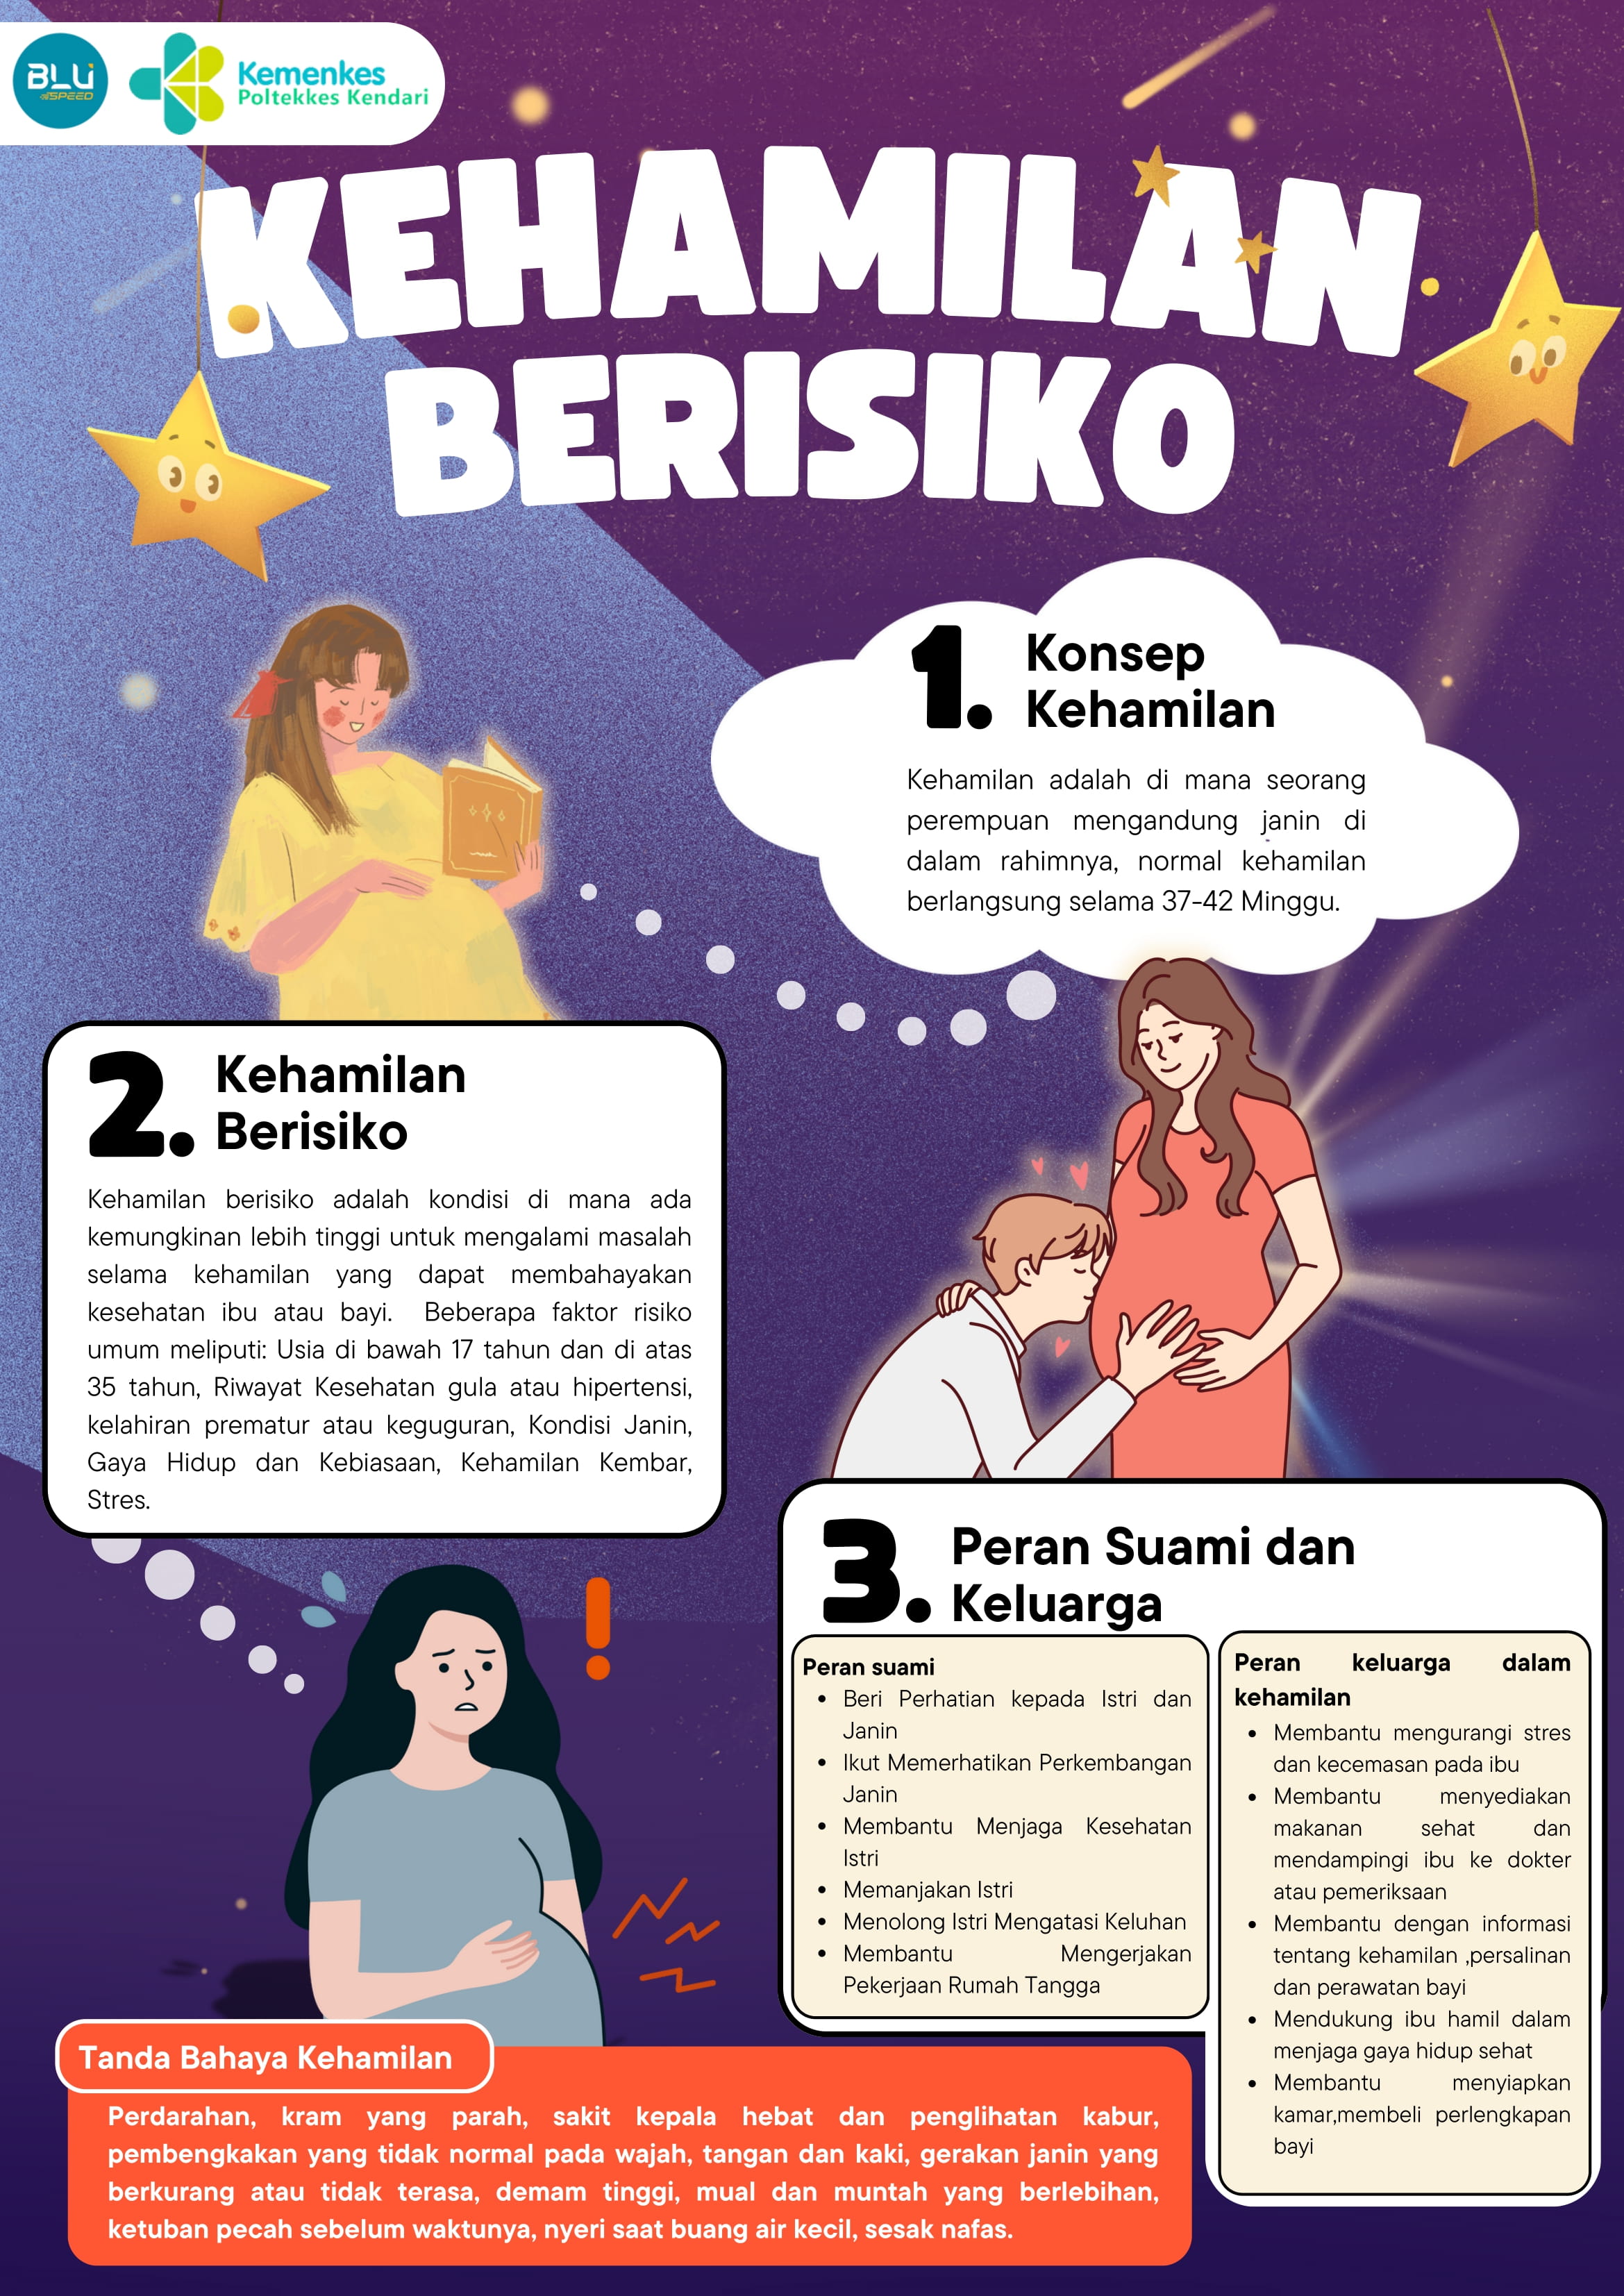 BLU
SPEED
Kemenkes
Poltekkes Kendari
KEHAMILAN
BERISIKO
1. Konsep
Kehamilan
Kehamilan adalah di mana seorang
perempuan mengandung janin di
dalam rahimnya, normal kehamilan
berlangsung selama 37-42 Minggu.
2. Kehamilan
Berisiko
Kehamilan berisiko adalah kondisi di mana ada
kemungkinan lebih tinggi untuk mengalami masalah
selama kehamilan yang dapat membahayakan
kesehatan ibu atau bayi. Beberapa faktor risiko
umum meliputi: Usia di bawah 17 tahun dan di atas
35 tahun, Riwayat Kesehatan gula atau hipertensi,
kelahiran prematur atau keguguran, Kondisi Janin,
Gaya Hidup dan Kebiasaan, Kehamilan Kembar,
Stres.
3. Peran Suami dan
Keluarga
Peran suami
• Beri Perhatian kepada Istri dan
Janin
• Ikut Memerhatikan Perkembangan
Janin
• Membantu Menjaga Kesehatan
Istri
• Memanjakan Istri
• Menolong Istri Mengatasi Keluhan
• Membantu Mengerjakan
Pekerjaan Rumah Tangga
Peran keluarga dalam
kehamilan
• Membantu mengurangi stres
dan kecemasan pada ibu
• Membantu menyediakan
makanan sehat dan
mendampingi ibu ke dokter
atau pemeriksaan
• Membantu dengan informasi
tentang kehamilan ,persalinan
dan perawatan bayi
• Mendukung ibu hamil dalam
menjaga gaya hidup sehat
• Membantu menyiapkan
kamar,membeli perlengkapan
bayi
Tanda Bahaya Kehamilan
Perdarahan, kram yang parah, sakit kepala hebat dan penglihatan kabur,
pembengkakan yang tidak normal pada wajah, tangan dan kaki, gerakan janin yang
berkurang atau tidak terasa, demam tinggi, mual dan muntah yang berlebihan,
ketuban pecah sebelum waktunya, nyeri saat buang air kecil, sesak nafas.